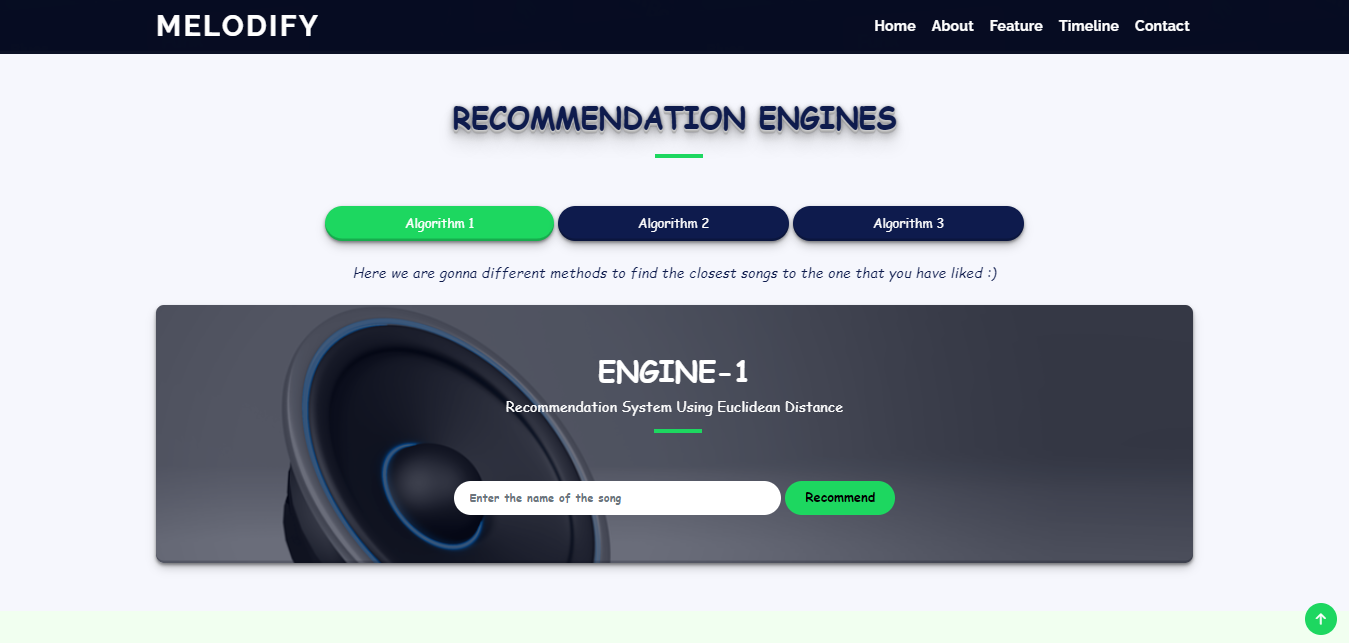 MELODIFY
Home About Feature Timeline Contact
RECOMMENDATION ENGINES
Algorithm 1 Algorithm 2 Algorithm 3
Here we are gonna different methods to find the closest songs to the one that you have liked :)
ENGINE-1
Recommendation System Using Euclidean Distance
Enter the name of the song Recommend